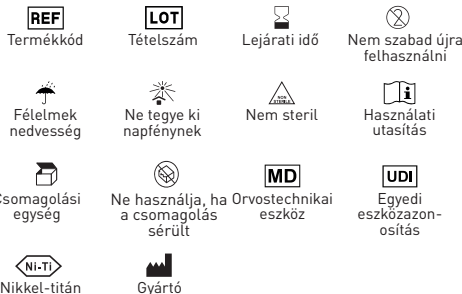 REF
LOT
Termékkód
Tételszám
Lejárati idő
Nem szabad újra
felhasználni
2
NON
STERILE
i
Félelmek
nedvesség
Ne tegye ki
napfénynek
Nem steril
Használati
utasítás
MD
UDI
Csomagolási
egység
Ne használja, ha
a csomagolás
sérült
Orvostechnikai
eszköz
Egyedi
eszközazon-
osítás
Ni-Ti
Nikkel-titán
Gyártó